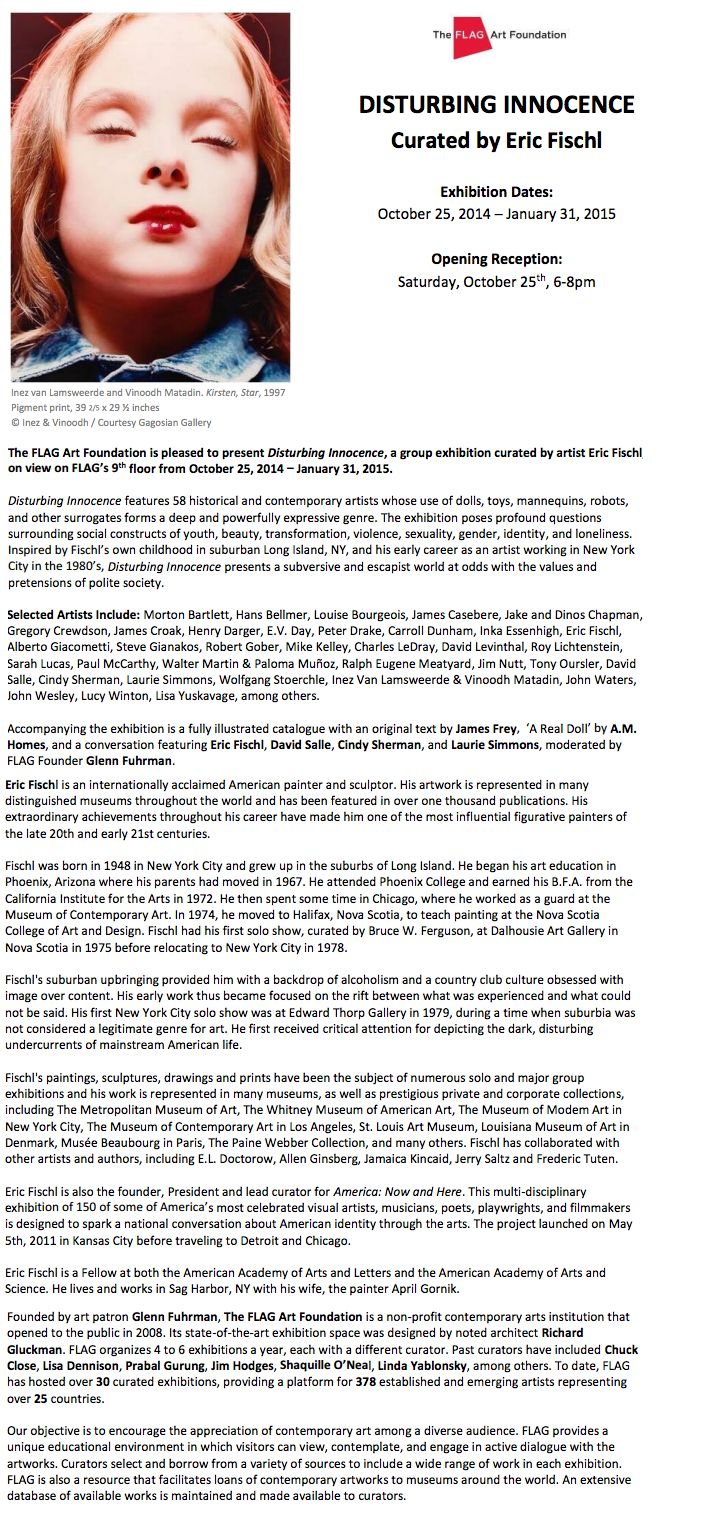 The FLAG Art Foundation
DISTURBING INNOCENCE
Curated by Eric Fischl
Exhibition Dates:
October 25, 2014 – January 31, 2015
Opening Reception:
Saturday, October 25th, 6-8pm
Inez van Lamsweerde and Vinoodh Matadin. Kirsten, Star, 1997
Pigment print, 39 2/5 x 29 ½ inches
© Inez & Vinoodh / Courtesy Gagosian Gallery
The FLAG Art Foundation is pleased to present Disturbing Innocence, a group exhibition curated by artist Eric Fischl
on view on FLAG's 9th floor from October 25, 2014 – January 31, 2015.
Disturbing Innocence features 58 historical and contemporary artists whose use of dolls, toys, mannequins, robots,
and other surrogates forms a deep and powerfully expressive genre. The exhibition poses profound questions
surrounding social constructs of youth, beauty, transformation, violence, sexuality, gender, identity, and loneliness.
Inspired by Fischl's own childhood in suburban Long Island, NY, and his early career as an artist working in New York
City in the 1980's, Disturbing Innocence presents a subversive and escapist world at odds with the values and
pretensions of polite society.
Selected Artists Include: Morton Bartlett, Hans Bellmer, Louise Bourgeois, James Casebere, Jake and Dinos Chapman,
Gregory Crewdson, James Croak, Henry Darger, E.V. Day, Peter Drake, Carroll Dunham, Inka Essenhigh, Eric Fischl,
Alberto Giacometti, Steve Gianakos, Robert Gober, Mike Kelley, Charles LeDray, David Levinthal, Roy Lichtenstein,
Sarah Lucas, Paul McCarthy, Walter Martin & Paloma Muñoz, Ralph Eugene Meatyard, Jim Nutt, Tony Oursler, David
Salle, Cindy Sherman, Laurie Simmons, Wolfgang Stoerchle, Inez Van Lamsweerde & Vinoodh Matadin, John Waters,
John Wesley, Lucy Winton, Lisa Yuskavage, among others.
Accompanying the exhibition is a fully illustrated catalogue with an original text by James Frey, 'A Real Doll' by A.M.
Homes, and a conversation featuring Eric Fischl, David Salle, Cindy Sherman, and Laurie Simmons, moderated by
FLAG Founder Glenn Fuhrman.
Eric Fischl is an internationally acclaimed American painter and sculptor. His artwork is represented in many
distinguished museums throughout the world and has been featured in over one thousand publications. His
extraordinary achievements throughout his career have made him one of the most influential figurative painters of
the late 20th and early 21st centuries.
Fischl was born in 1948 in New York City and grew up in the suburbs of Long Island. He began his art education in
Phoenix, Arizona where his parents had moved in 1967. He attended Phoenix College and earned his B.F.A. from the
California Institute for the Arts in 1972. He then spent some time in Chicago, where he worked as a guard at the
Museum of Contemporary Art. In 1974, he moved to Halifax, Nova Scotia, to teach painting at the Nova Scotia
College of Art and Design. Fischl had his first solo show, curated by Bruce W. Ferguson, at Dalhousie Art Gallery in
Nova Scotia in 1975 before relocating to New York City in 1978.
Fischl's suburban upbringing provided him with a backdrop of alcoholism and a country club culture obsessed with
image over content. His early work thus became focused on the rift between what was experienced and what could
not be said. His first New York City solo show was at Edward Thorp Gallery in 1979, during a time when suburbia was
not considered a legitimate genre for art. He first received critical attention for depicting the dark, disturbing
undercurrents of mainstream American life.
Fischl's paintings, sculptures, drawings and prints have been the subject of numerous solo and major group
exhibitions and his work is represented in many museums, as well as prestigious private and corporate collections,
including The Metropolitan Museum of Art, The Whitney Museum of American Art, The Museum of Modem Art in
New York City, The Museum of Contemporary Art in Los Angeles, St. Louis Art Museum, Louisiana Museum of Art in
Denmark, Musée Beaubourg in Paris, The Paine Webber Collection, and many others. Fischl has collaborated with
other artists and authors, including E.L. Doctorow, Allen Ginsberg, Jamaica Kincaid, Jerry Saltz and Frederic Tuten.
Eric Fischl is also the founder, President and lead curator for America: Now and Here. This multi-disciplinary
exhibition of 150 of some of America's most celebrated visual artists, musicians, poets, playwrights, and filmmakers
is designed to spark a national conversation about American identity through the arts. The project launched on May
5th, 2011 in Kansas City before traveling to Detroit and Chicago.
Eric Fischl is a Fellow at both the American Academy of Arts and Letters and the American Academy of Arts and
Science. He lives and works in Sag Harbor, NY with his wife, the painter April Gornik.
Founded by art patron Glenn Fuhrman, The FLAG Art Foundation is a non-profit contemporary arts institution that
opened to the public in 2008. Its state-of-the-art exhibition space was designed by noted architect Richard
Gluckman. FLAG organizes 4 to 6 exhibitions a year, each with a different curator. Past curators have included Chuck
Close, Lisa Dennison, Prabal Gurung, Jim Hodges, Shaquille O'Neal, Linda Yablonsky, among others. To date, FLAG
has hosted over 30 curated exhibitions, providing a platform for 378 established and emerging artists representing
over 25 countries.
Our objective is to encourage the appreciation of contemporary art among a diverse audience. FLAG provides a
unique educational environment in which visitors can view, contemplate, and engage in active dialogue with the
artworks. Curators select and borrow from a variety of sources to include a wide range of work in each exhibition.
FLAG is also a resource that facilitates loans of contemporary artworks to museums around the world. An extensive
database of available works is maintained and made available to curators.